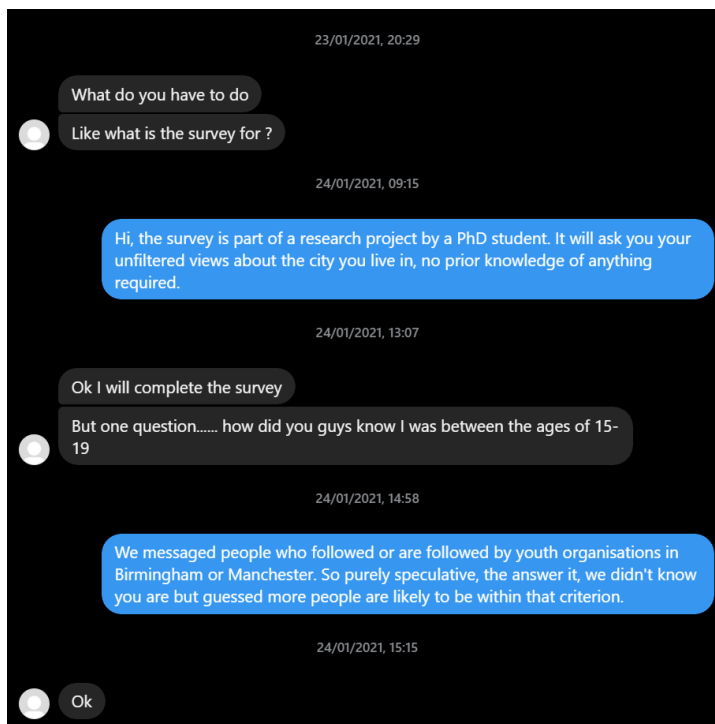 23/01/2021, 20:29
What do you have to do
Like what is the survey for ?
24/01/2021, 09:15
Hi, the survey is part of a research project by a PhD student. It will ask you your
unfiltered views about the city you live in, no prior knowledge of anything
required.
24/01/2021, 13:07
Ok I will complete the survey
But one question...... how did you guys know I was between the ages of 15-
19
24/01/2021, 14:58
We messaged people who followed or are followed by youth organisations in
Birmingham or Manchester. So purely speculative, the answer it, we didn't know
you are but guessed more people are likely to be within that criterion.
24/01/2021, 15:15
Ok